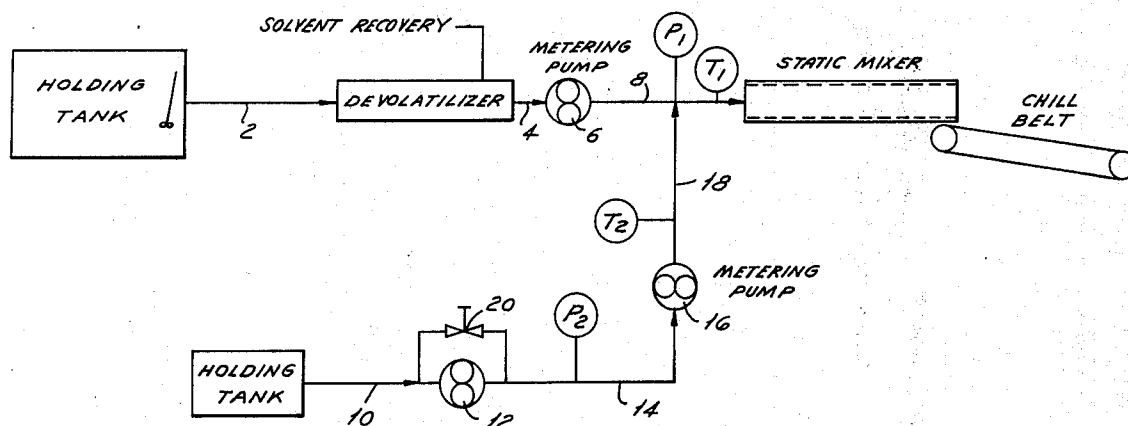 SOLVENT RECOVERY
HOLDING
TANK
2
DEVOLATILIZER
4
METERING
PUMP
6
8
P1
T1
STATIC MIXER
CHILL
BELT
18
T2
METERING
PUMP
16
20
P2
HOLDING
TANK
10
12
14